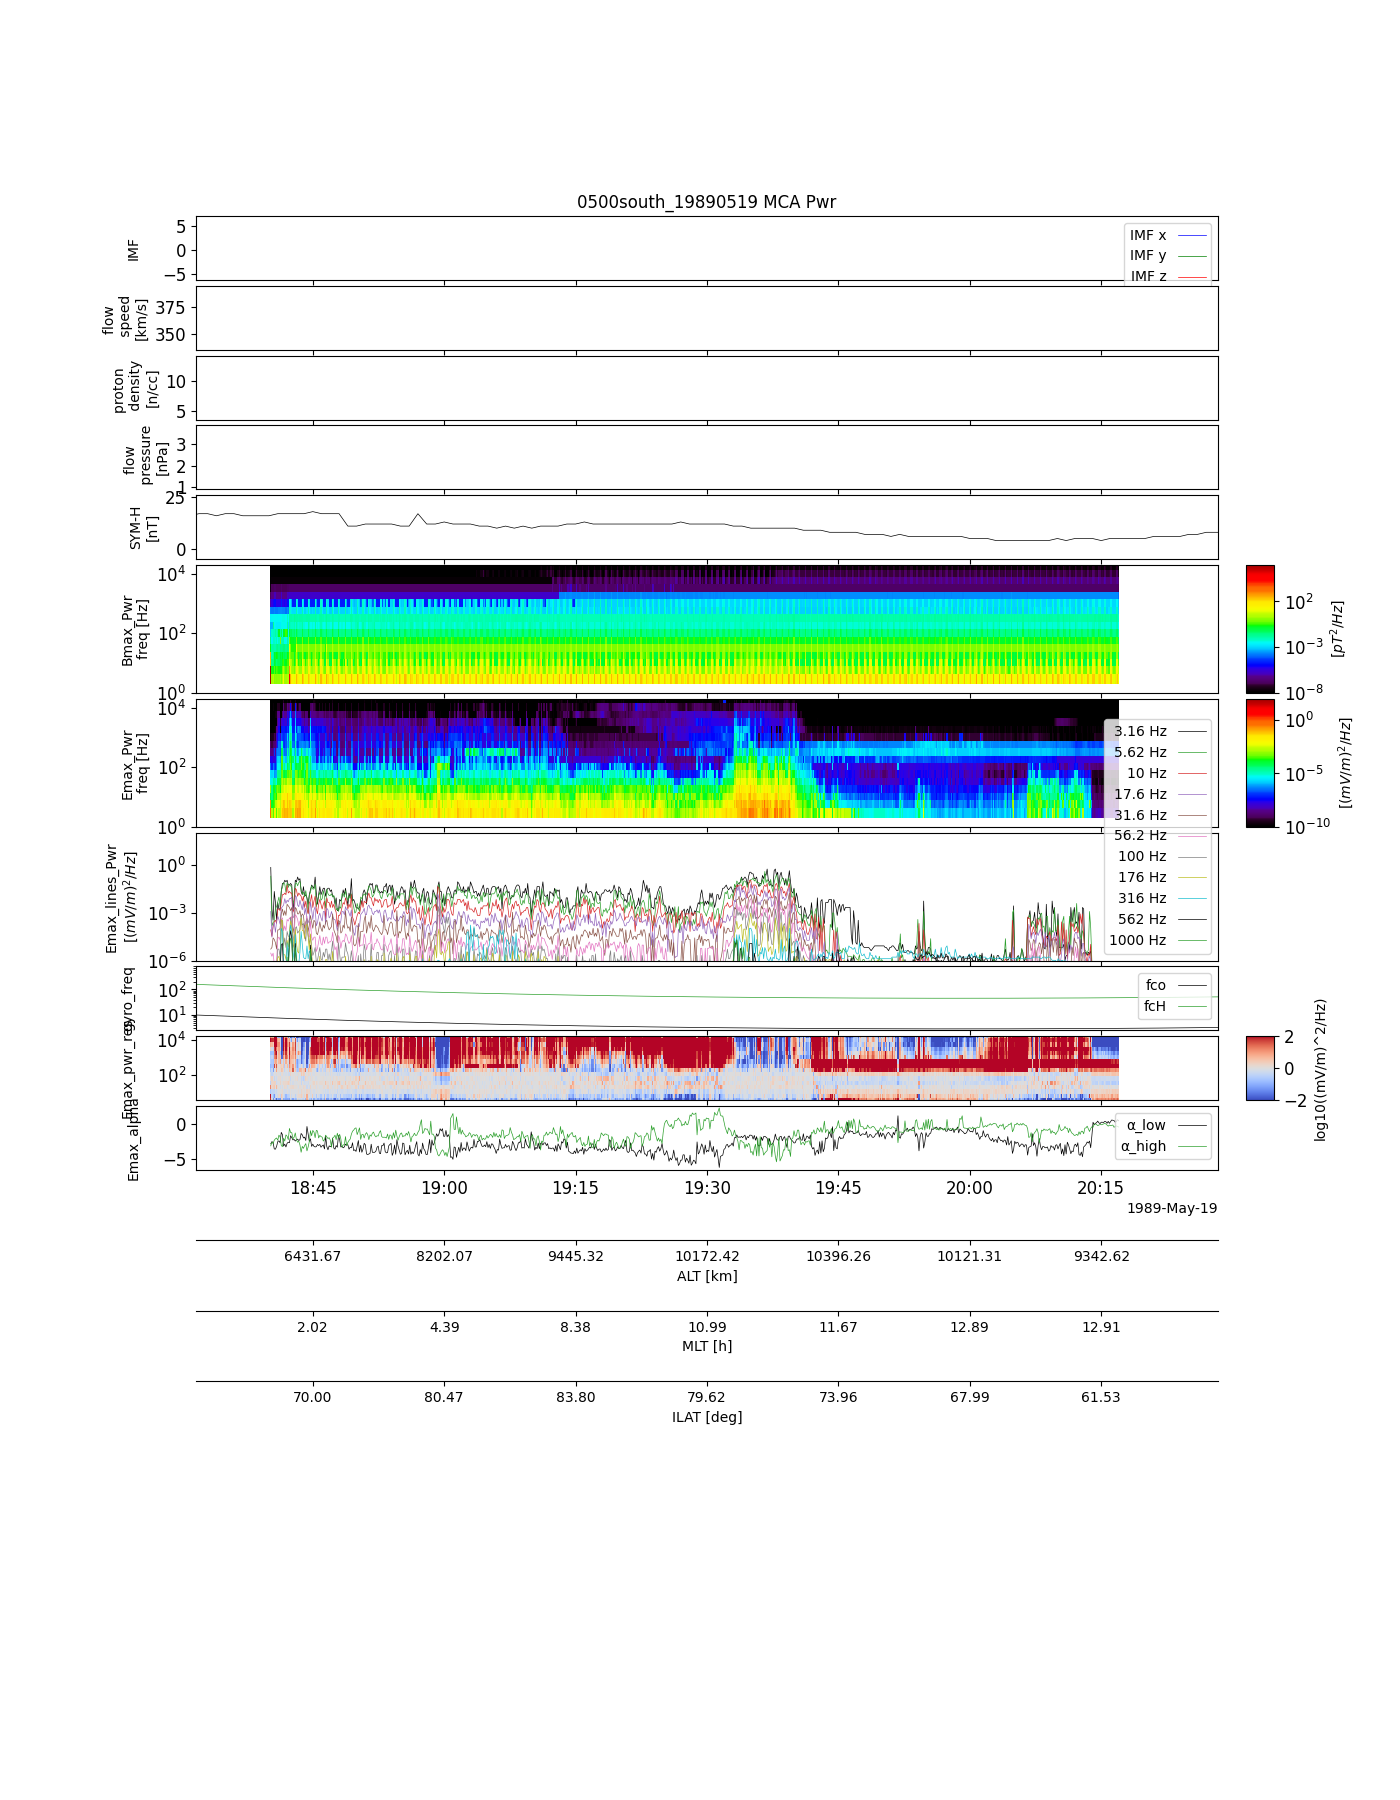 0500south_19890519 MCA Pwr
IMF
5
0
−5
IMF x
IMF y
IMF z
flow
speed
[km/s]
375
350
proton
density
[n/cc]
10
5
flow
pressure
[nPa]
3
2
1
SYM-H
[nT]
25
0
Bmax_Pwr
freq [Hz]
10^4
10^2
10^0
10^2
10^−3
10^−8
[pT^2/Hz]
Emax_Pwr
freq [Hz]
10^4
10^2
10^0
10^0
10^−5
10^−10
[(mV/m)^2/Hz]
3.16 Hz
5.62 Hz
10 Hz
17.6 Hz
31.6 Hz
56.2 Hz
100 Hz
176 Hz
316 Hz
562 Hz
1000 Hz
Emax_lines_Pwr
[(mV/m)^2/Hz]
10^0
10^−3
10^−6
gyro_freq
10^2
10^1
fco
fcH
Emax_pwr_reg
10^4
10^2
2
0
−2
log10((mV/m)^2/Hz)
Emax_alpha
0
−5
α_low
α_high
18:45 19:00 19:15 19:30 19:45 20:00 20:15
1989-May-19
6431.67 8202.07 9445.32 10172.42 10396.26 10121.31 9342.62
ALT [km]
2.02 4.39 8.38 10.99 11.67 12.89 12.91
MLT [h]
70.00 80.47 83.80 79.62 73.96 67.99 61.53
ILAT [deg]